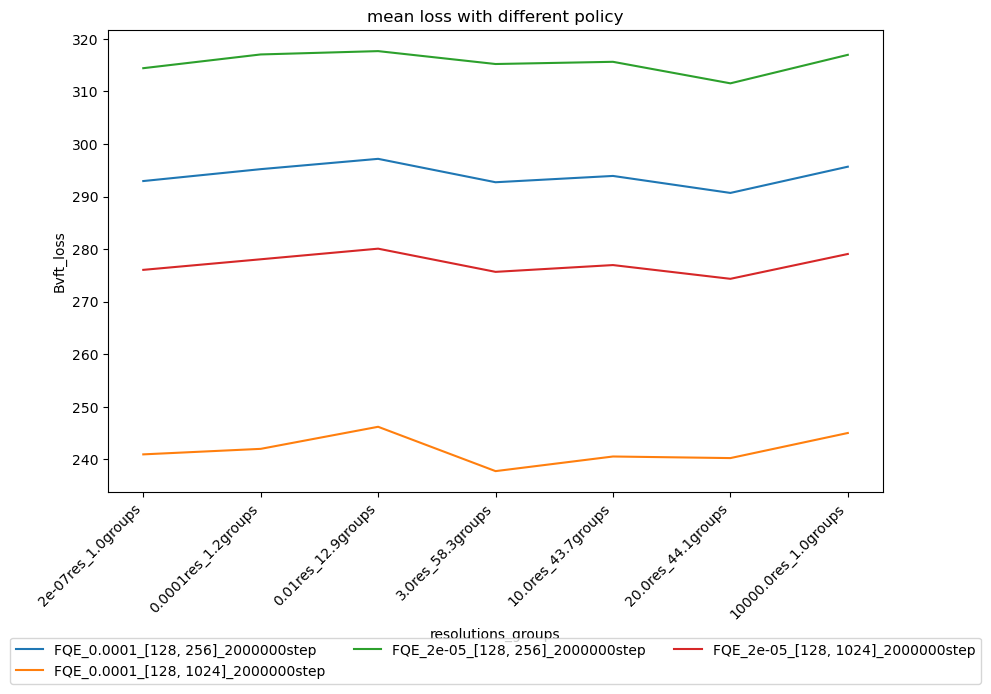 mean loss with different policy
320
310
300
290
280
270
260
250
240
Bvft_loss
2e-07res_1.0groups
0.0001res_1.2groups
0.01res_12.9groups
3.0res_58.3groups
10.0res_43.7groups
20.0res_44.1groups
10000.0res_1.0groups
resolutions_groups
FQE_0.0001_[128, 256]_2000000step
FQE_0.0001_[128, 1024]_2000000step
FQE_2e-05_[128, 256]_2000000step
FQE_2e-05_[128, 1024]_2000000step